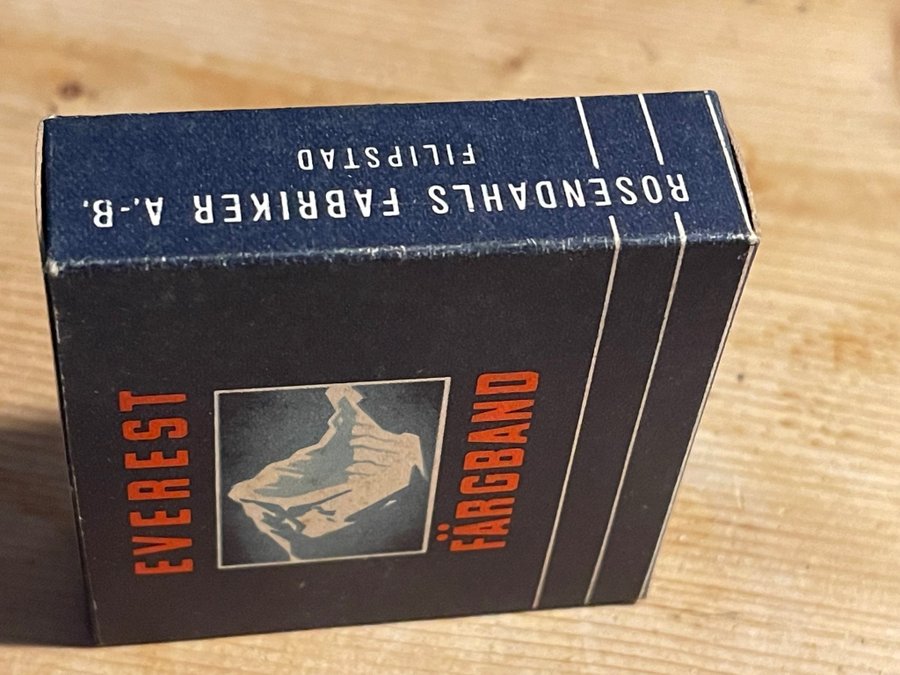 ROSENDAHLS FABRIKER A.-B.
FILIPSTAD
EVEREST
FÄRGBAND